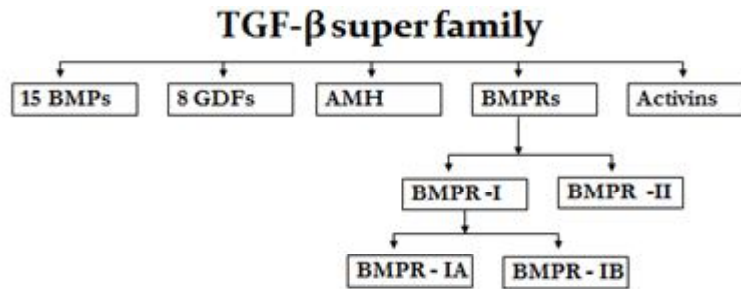 TGF-β super family
15 BMPs
8 GDFs
AMH
BMPRs
Activins
BMPR -I
BMPR -II
BMPR - IA
BMPR - IB